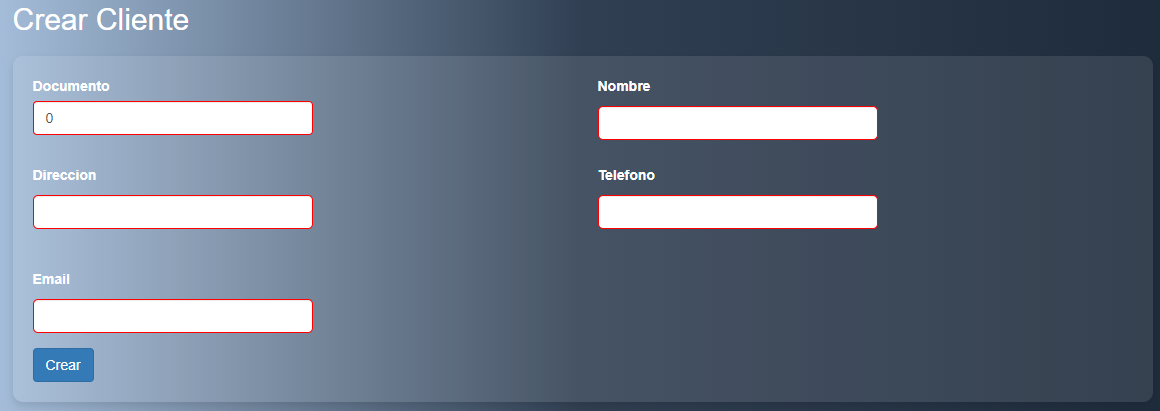 Crear Cliente
Documento
0
Nombre
Direccion
Telefono
Email
Crear